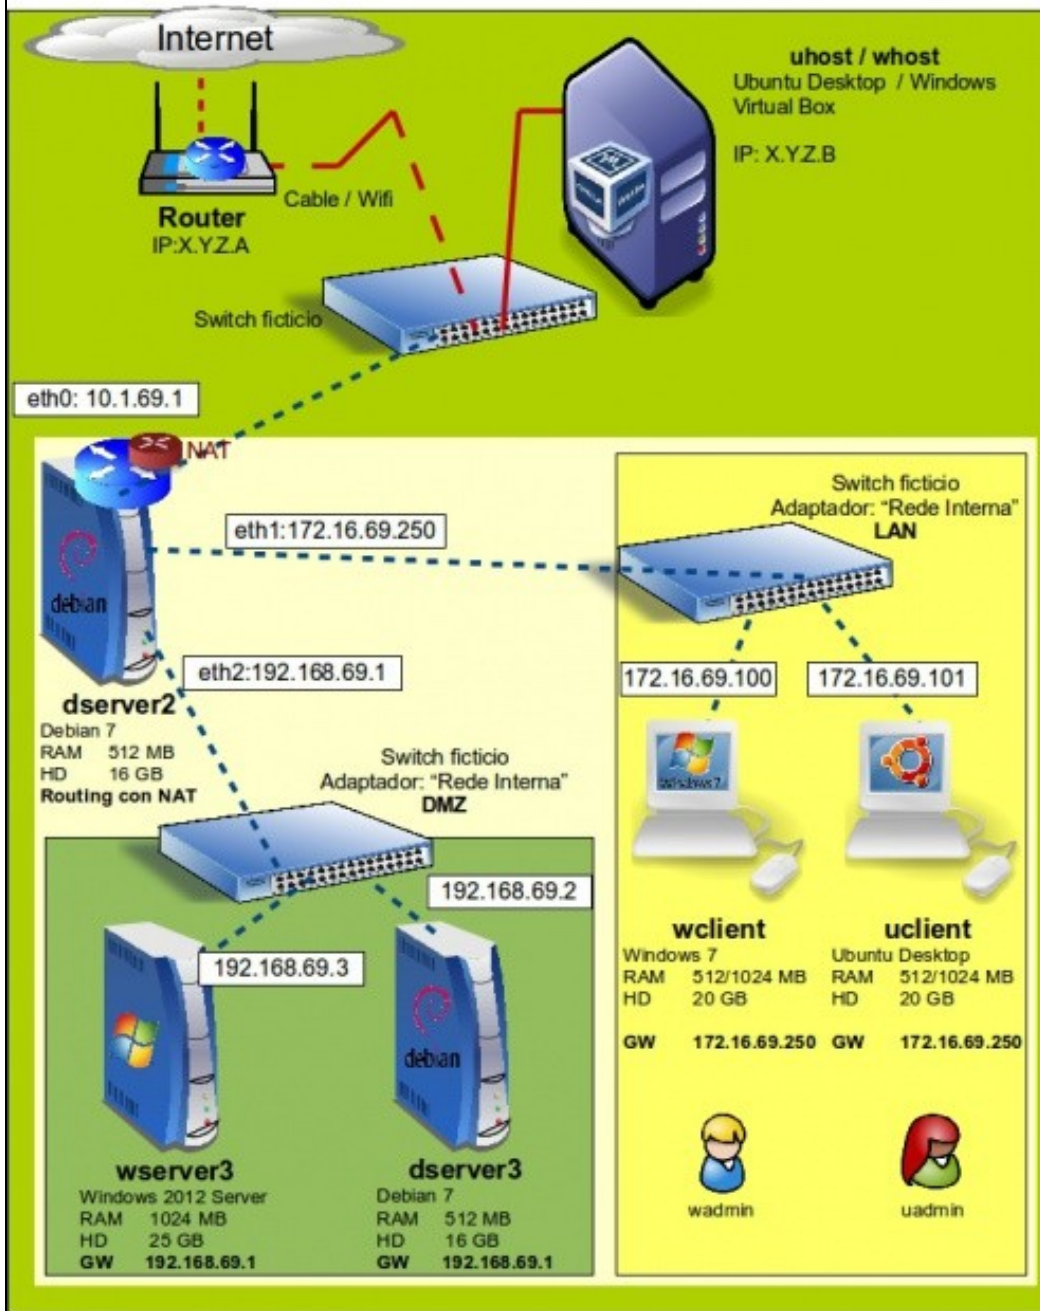 Internet
uhost / whost
Ubuntu Desktop / Windows
Virtual Box
IP: X.Y.Z.B
Cable / Wifi
Router
IP:X.Y.Z.A
Switch ficticio
eth0: 10.1.69.1
NAT
eth1:172.16.69.250
Switch ficticio
Adaptador: "Rede Interna"
LAN
debian
eth2:192.168.69.1
dserver2
Debian 7
RAM 512 MB
HD 16 GB
Routing con NAT
172.16.69.100
172.16.69.101
Windows 7
Switch ficticio
Adaptador: "Rede Interna"
DMZ
192.168.69.2
192.168.69.3
debian
wclient
Windows 7
RAM 512/1024 MB
HD 20 GB
GW 172.16.69.250
uclient
Ubuntu Desktop
RAM 512/1024 MB
HD 20 GB
GW 172.16.69.250
wserver3
Windows 2012 Server
RAM 1024 MB
HD 25 GB
GW 192.168.69.1
dserver3
Debian 7
RAM 512 MB
HD 16 GB
GW 192.168.69.1
wadmin
uadmin